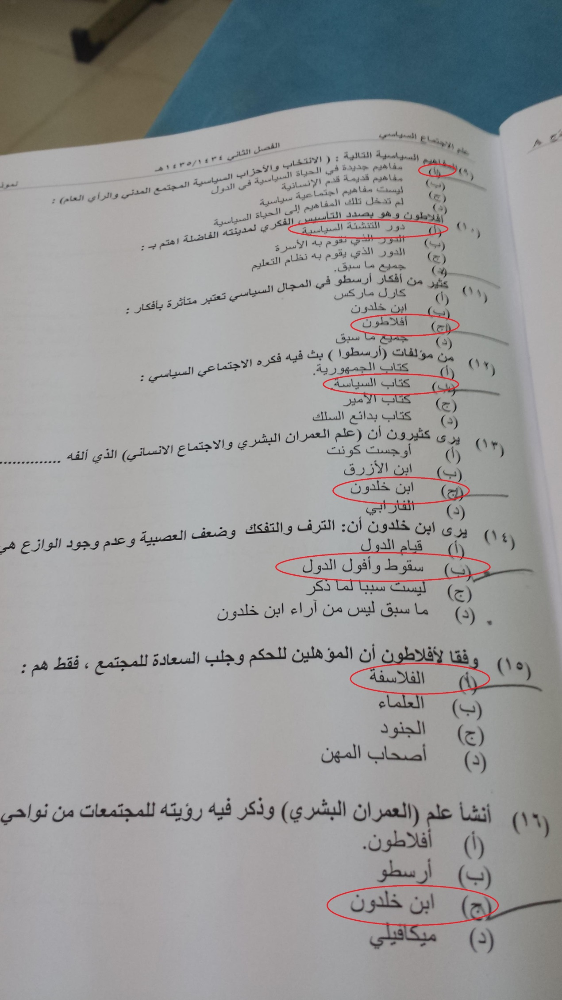 علم الاجتماع السياسي
الفصل الثاني ١٤٣٤/١٤٣٥هـ
(٩) المفاهيم السياسية التالية : ( الانتخاب والأحزاب السياسية المجتمع المدني والرأي العام) :
(أ) مفاهيم جديدة في الحياة السياسية في الدول
(ب) مفاهيم قديمة قدم الإنسانية
(ج) ليست مفاهيم اجتماعية سياسية
(د) لم تدخل تلك المفاهيم إلى الحياة السياسية
(١٠) أفلاطون وهو بصدد التأسيس الفكري لمدينته الفاضلة اهتم بـ :
(أ) دور التنشئة السياسية
(ب) الدور الذي تقوم به الأسرة
(ج) الدور الذي يقوم به نظام التعليم
(د) جميع ما سبق.
(١١) كثير من أفكار أرسطو في المجال السياسي تعتبر متأثرة بأفكار :
(أ) كارل ماركس
(ب) ابن خلدون
(ج) أفلاطون
(د) جميع ما سبق
(١٢) من مؤلفات (أرسطوا ) بث فيه فكره الاجتماعي السياسي :
(أ) كتاب الجمهورية.
(ب) كتاب السياسة.
(ج) كتاب الأمير
(د) كتاب بدائع السلك
(١٣) يرى كثيرون أن (علم العمران البشري والاجتماع الانساني) الذي ألفه ..............
(أ) أوجست كونت
(ب) ابن الأزرق
(ج) ابن خلدون
(د) الفارابي
(١٤) يرى ابن خلدون أن: الترف والتفكك وضعف العصبية وعدم وجود الوازع هي
(أ) قيام الدول
(ب) سقوط وأفول الدول
(ج) ليست سببا لما ذكر
(د) ما سبق ليس من آراء ابن خلدون
(١٥) وفقا لأفلاطون أن المؤهلين للحكم وجلب السعادة للمجتمع ، فقط هم :
(أ) الفلاسفة
(ب) العلماء
(ج) الجنود
(د) أصحاب المهن
(١٦) أنشأ علم (العمران البشري) وذكر فيه رؤيته للمجتمعات من نواحي
(أ) أفلاطون.
(ب) أرسطو
(ج) ابن خلدون
(د) ميكافيلي